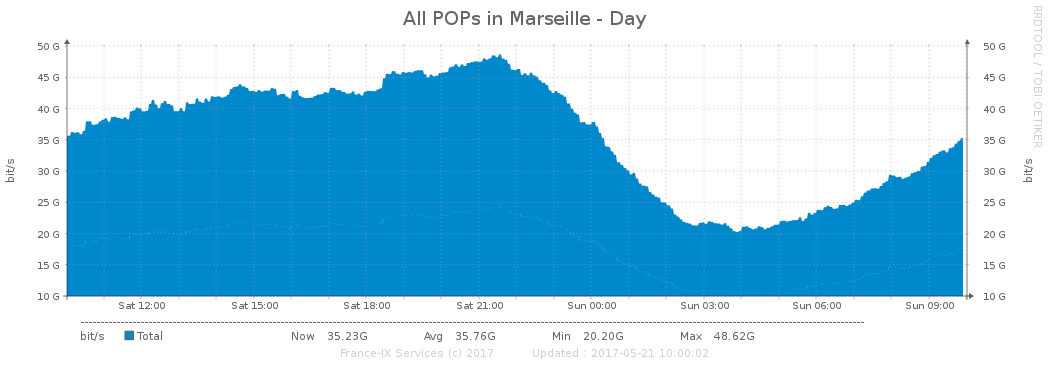 All POPs in Marseille - Day
RRDTOOL / TOBI OETIKER
50 G 50 G
45 G 45 G
40 G 40 G
35 G 35 G
30 G 30 G
25 G 25 G
20 G 20 G
15 G 15 G
10 G 10 G
bit/s bit/s
Sat 12:00 Sat 15:00 Sat 18:00 Sat 21:00 Sun 00:00 Sun 03:00 Sun 06:00 Sun 09:00
bit/s Total Now 35.23G Avg 35.76G Min 20.20G Max 48.62G
France-IX Services (c) 2017 Updated : 2017-05-21 10:00:02